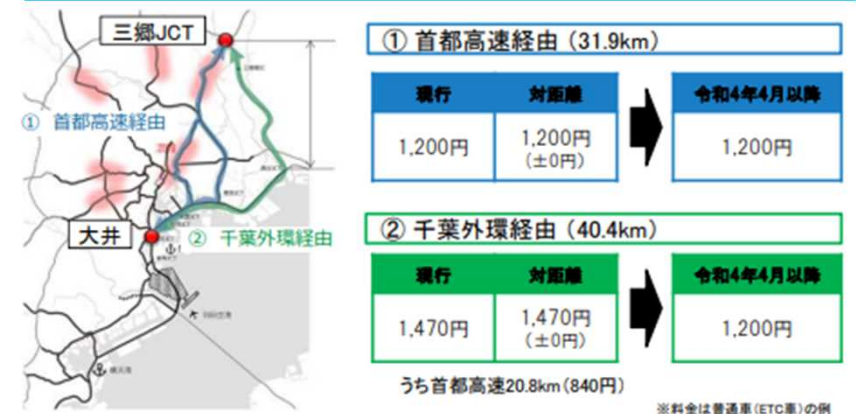 三郷JCT
① 首都高速経由
大井
② 千葉外環経由
① 首都高速経由 (31.9km)
現行 対距離 令和4年4月以降
1,200円 1,200円 1,200円
(±0円)
② 千葉外環経由 (40.4km)
現行 対距離 令和4年4月以降
1,470円 1,470円 1,200円
(±0円)
うち首都高速20.8km(840円)
※料金は普通車(ETC車)の例